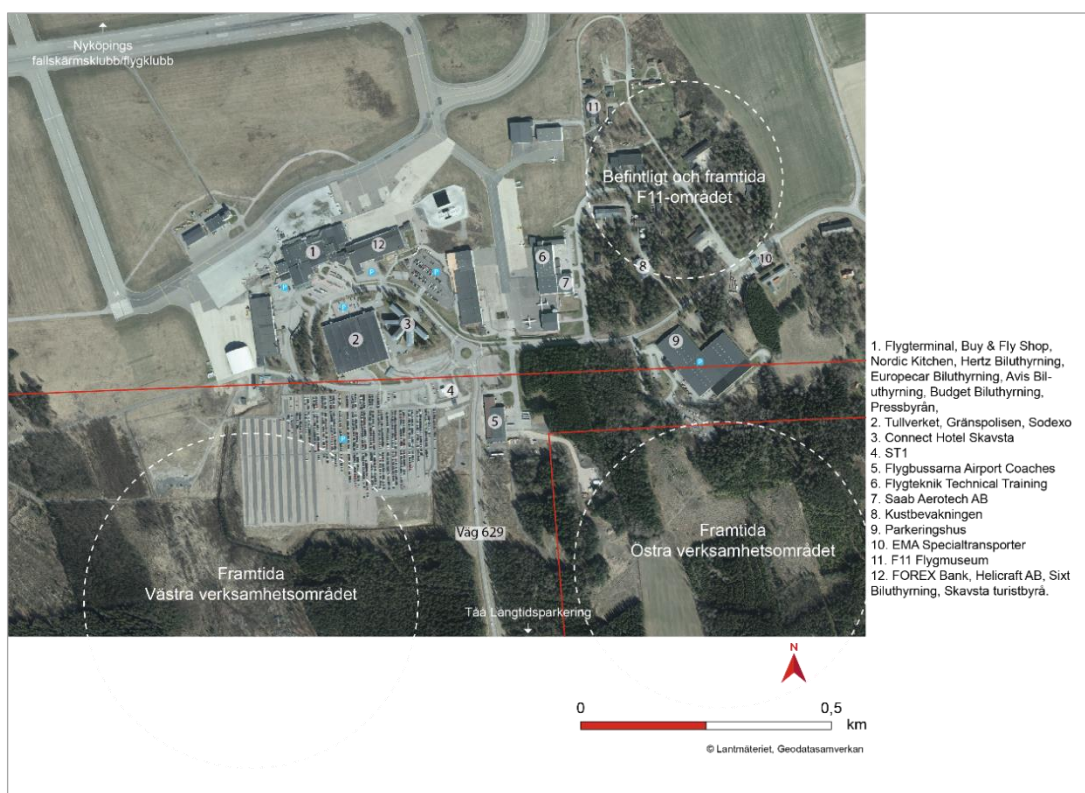 Nyköpings
fallskärmsklubb/flygklubb
11
Befintligt och framtida
F11-området
1
12
P
P
P
P
6
7
8
10
2
3
9
P
4
5
P
Väg 629
Framtida
Västra verksamhetsområdet
Framtida
Östra verksamhetsområdet
Tåå Långtidsparkering
1. Flygterminal, Buy & Fly Shop,
Nordic Kitchen, Hertz Biluthyrning,
Europecar Biluthyrning, Avis Bil-
uthyrning, Budget Biluthyrning,
Pressbyrån,
2. Tullverket, Gränspolisen, Sodexo
3. Connect Hotel Skavsta
4. ST1
5. Flygbussarna Airport Coaches
6. Flygteknik Technical Training
7. Saab Aerotech AB
8. Kustbevakningen
9. Parkeringshus
10. EMA Specialtransporter
11. F11 Flygmuseum
12. FOREX Bank, Helicraft AB, Sixt
Biluthyrning, Skavsta turistbyrå.
N
0 0,5
km
© Lantmäteriet, Geodatasamverkan